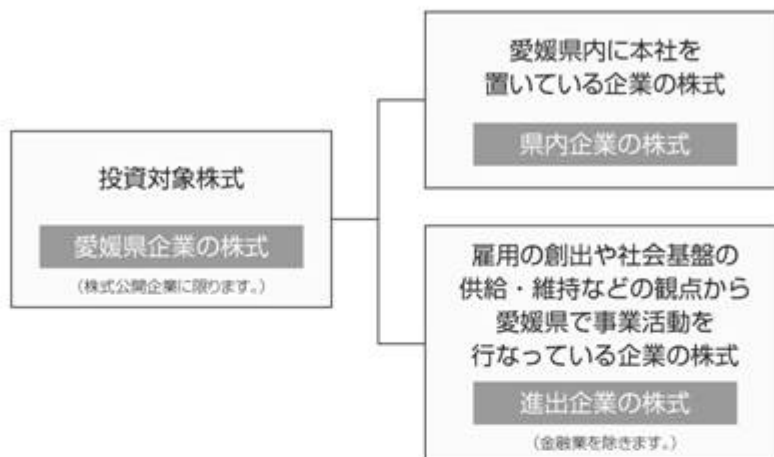 投資対象株式
愛媛県企業の株式
(株式公開企業に限ります。)
愛媛県内に本社を
置いている企業の株式
県内企業の株式
雇用の創出や社会基盤の
供給・維持などの観点から
愛媛県で事業活動を
行なっている企業の株式
進出企業の株式
(金融業を除きます。)